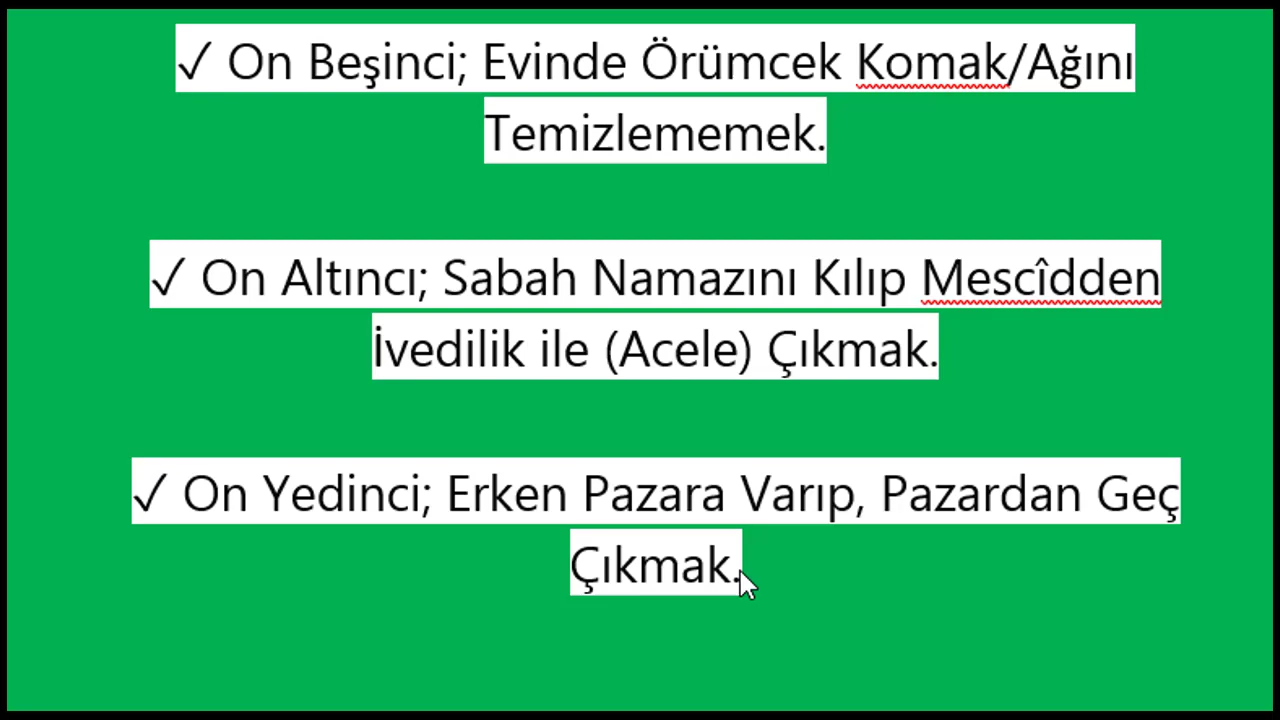 ✓ On Beşinci; Evinde Örümcek Komak/Ağını
Temizlememek.
✓ On Altıncı; Sabah Namazını Kılıp Mescîdden
İvedilik ile (Acele) Çıkmak.
✓ On Yedinci; Erken Pazara Varıp, Pazardan Geç
Çıkmak.